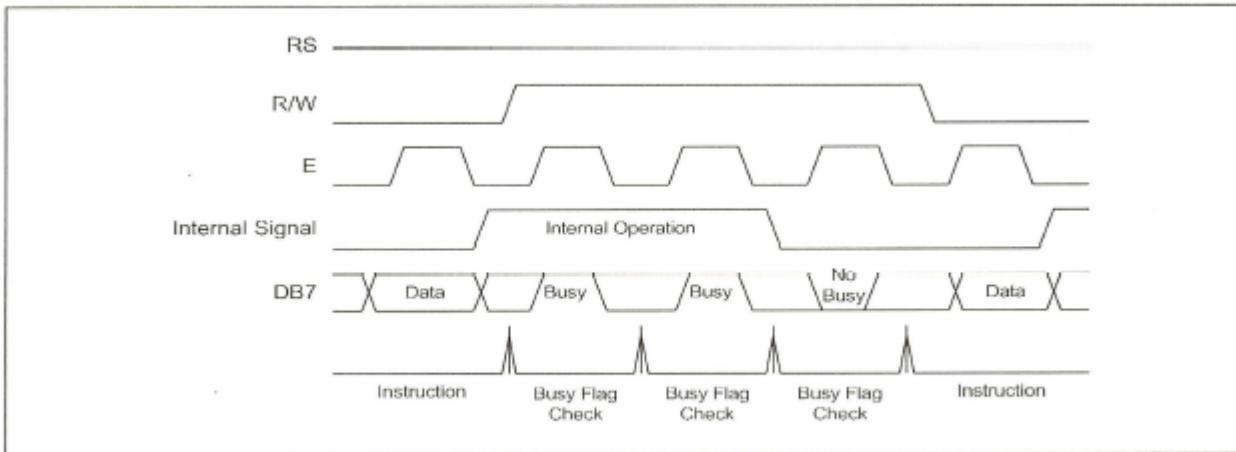 RS
R/W
E
Internal Signal
Internal Operation
DB7
Data
Busy
Busy
No
Busy
Data
Instruction
Busy Flag
Check
Busy Flag
Check
Busy Flag
Check
Instruction